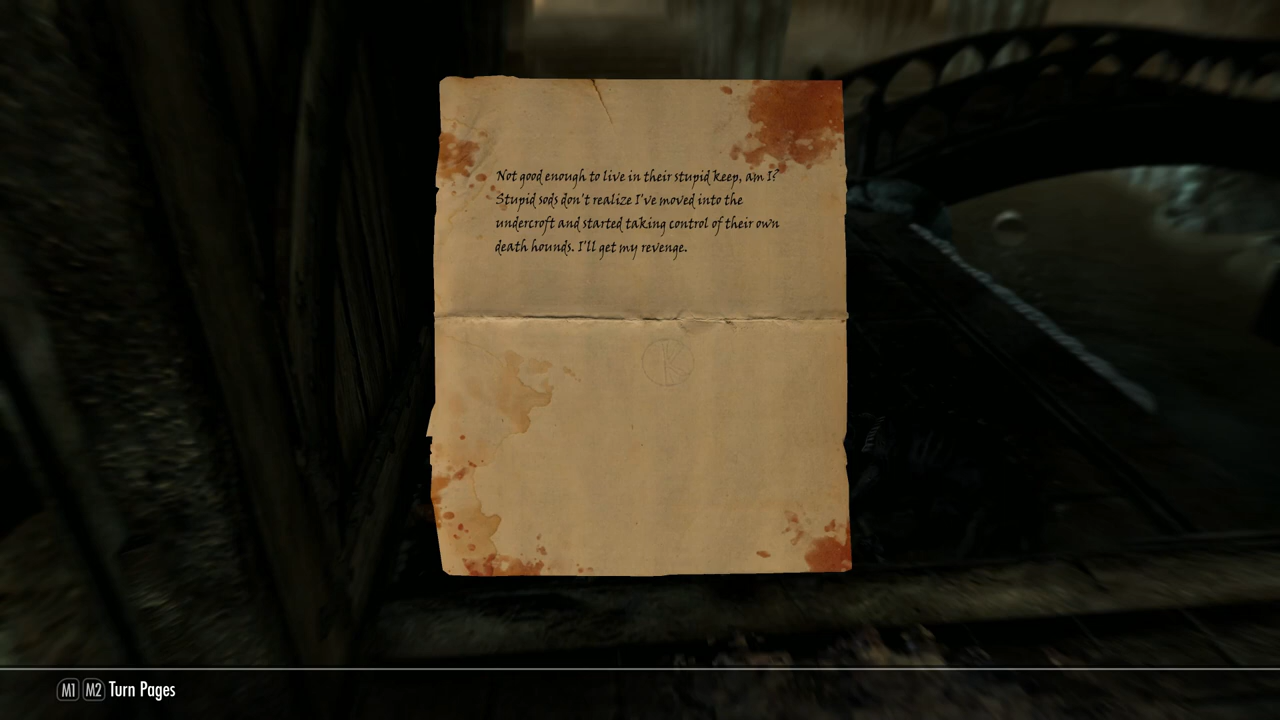 Not good enough to live in their stupid keep, am I?
Stupid sods don't realize I've moved into the
undercroft and started taking control of their own
death hounds. I'll get my revenge.
K
M1 M2 Turn Pages